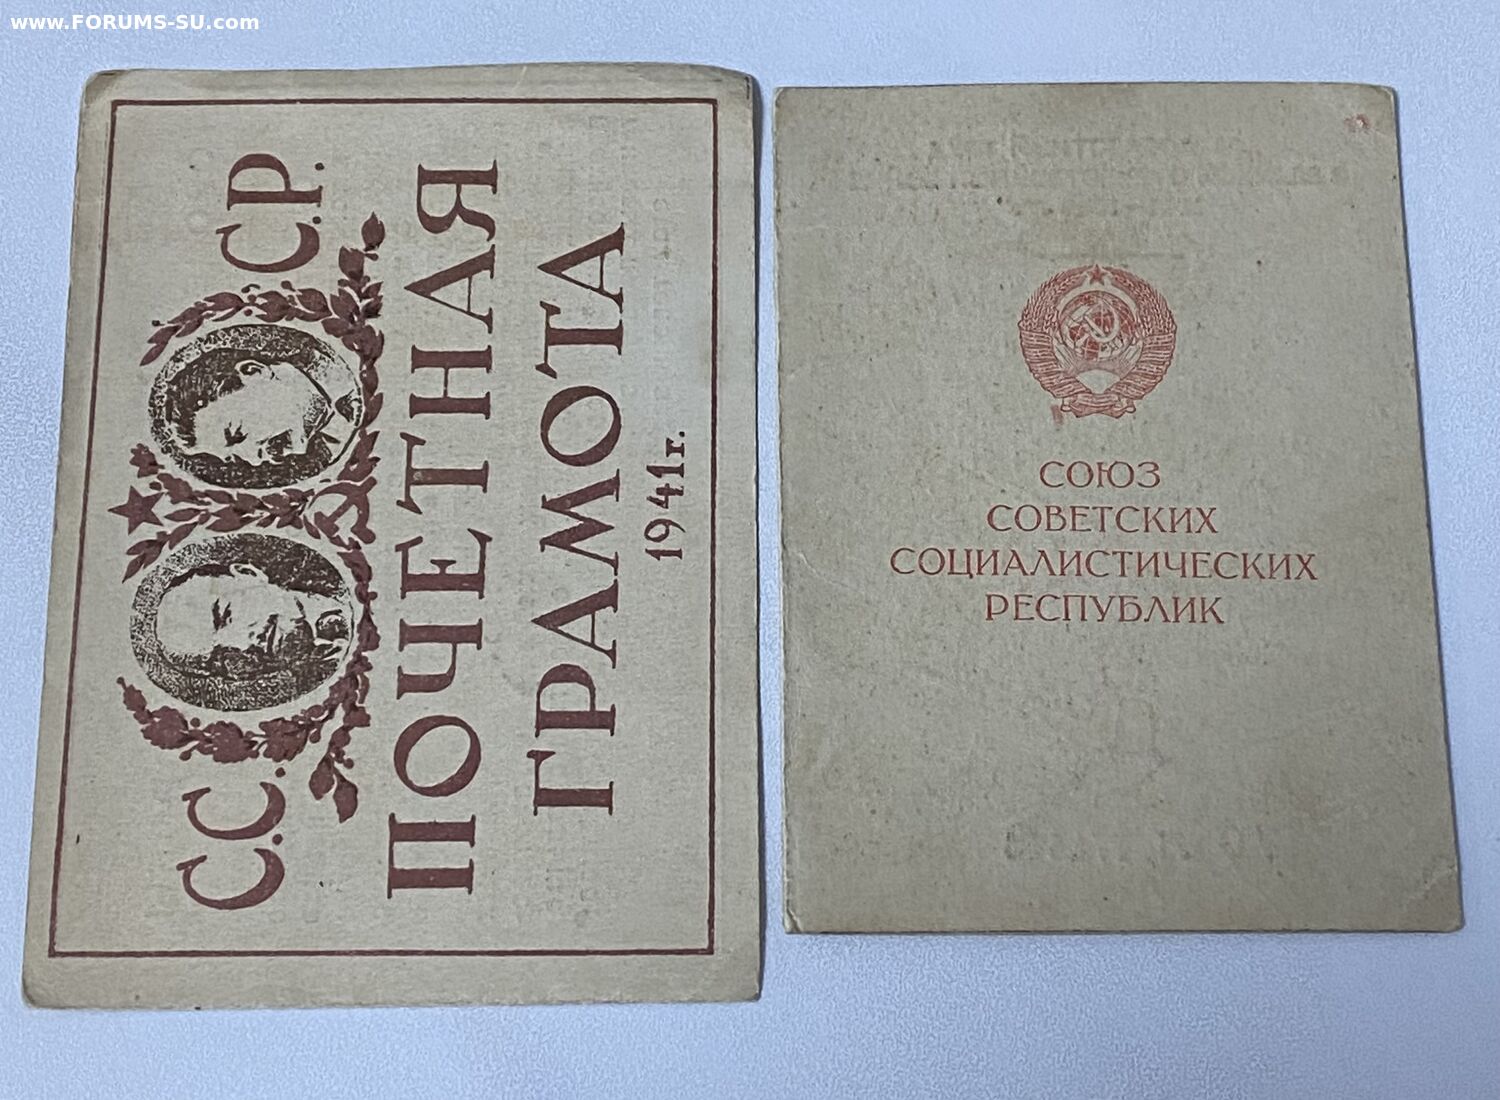 www.FORUMS-SU.com
С.С. С.Р.
ПОЧЕТНАЯ
ГРАМОТА
1941г.
СОЮЗ
СОВЕТСКИХ
СОЦИАЛИСТИЧЕСКИХ
РЕСПУБЛИК